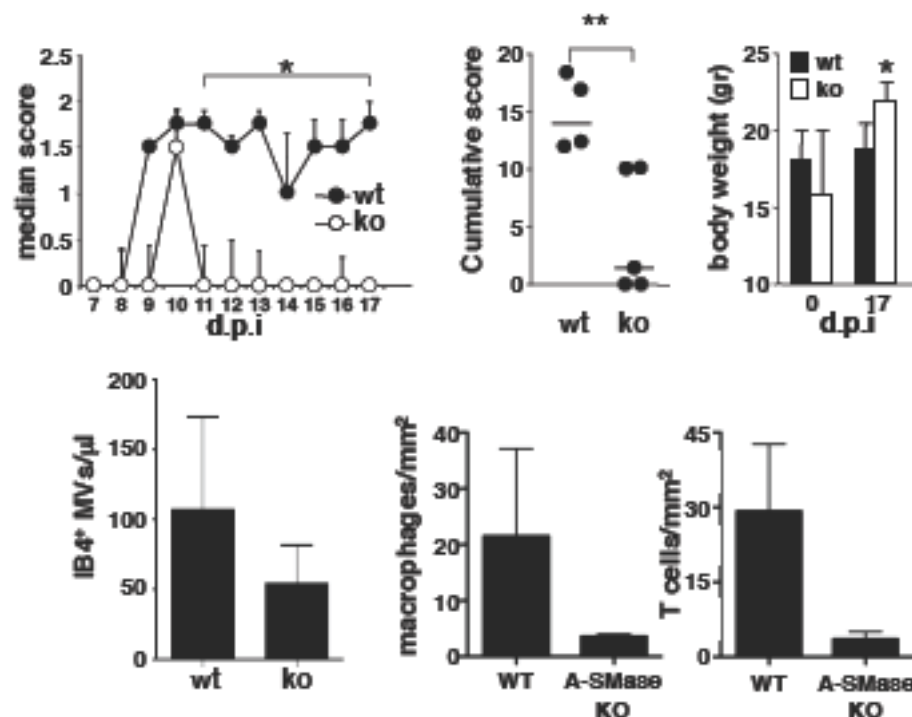 median score
2.5
2
1.5
1
0.5
0
*
wt
ko
7 8 9 10 11 12 13 14 15 16 17
d.p.i
Cumulative score
20
15
10
5
0
**
wt ko
body weight (gr)
25
20
15
10
wt
ko
*
0 17
d.p.i
IB4+ MVs/µl
200
150
100
50
0
wt ko
macrophages/mm²
60
40
20
0
WT A-SMase
KO
T cells/mm²
45
30
15
0
WT A-SMase
KO